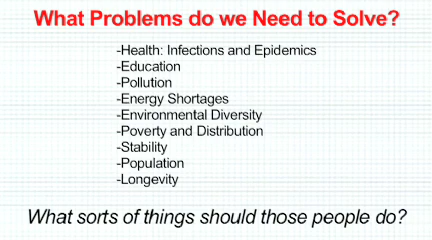 What Problems do we Need to Solve?
-Health: Infections and Epidemics
-Education
-Pollution
-Energy Shortages
-Environmental Diversity
-Poverty and Distribution
-Stability
-Population
-Longevity
What sorts of things should those people do?